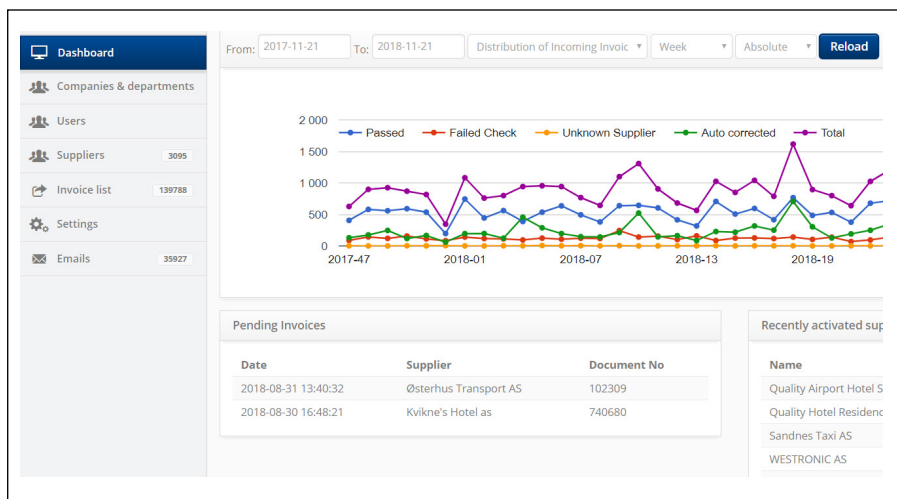 Dashboard
Companies & departments
Users
Suppliers 3095
Invoice list 139788
Settings
Emails 35927
From: 2017-11-21 To: 2018-11-21 Distribution of Incoming Invoic Week Absolute Reload
Passed Failed Check Unknown Supplier Auto corrected Total
2 000
1 500
1 000
500
0
2017-47 2018-01 2018-07 2018-13 2018-19
Pending Invoices
Date Supplier Document No
2018-08-31 13:40:32 Østerhus Transport AS 102309
2018-08-30 16:48:21 Kvikne's Hotel as 740680
Recently activated sup
Name
Quality Airport Hotel S
Quality Hotel Residenc
Sandnes Taxi AS
WESTRONIC AS